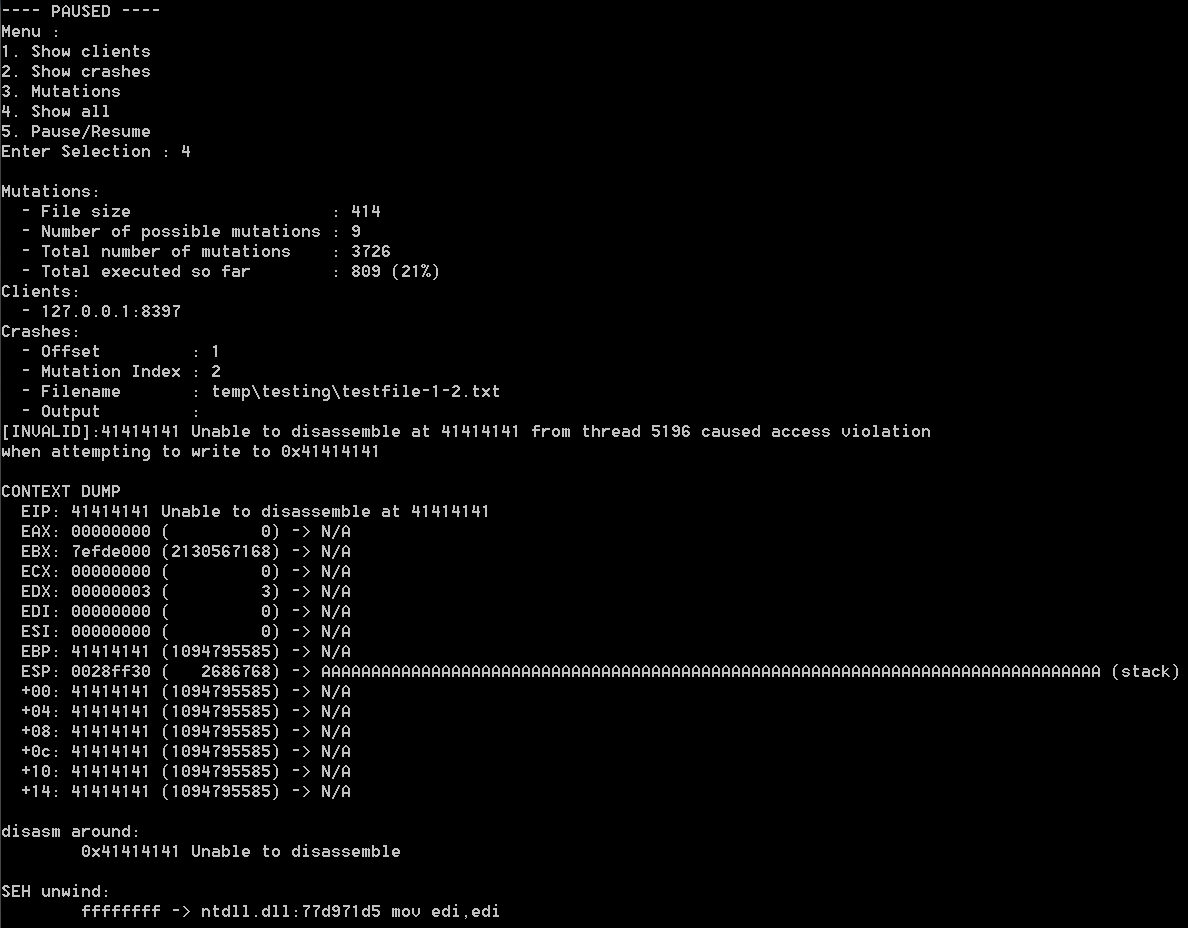 ---- PAUSED ----
Menu :
1. Show clients
2. Show crashes
3. Mutations
4. Show all
5. Pause/Resume
Enter Selection : 4
Mutations:
  - File size                    : 414
  - Number of possible mutations : 9
  - Total number of mutations    : 3726
  - Total executed so far        : 809 (21%)
Clients:
  - 127.0.0.1:8397
Crashes:
  - Offset         : 1
  - Mutation Index : 2
  - Filename       : temp\testing\testfile-1-2.txt
  - Output         :
[INVALID]:41414141 Unable to disassemble at 41414141 from thread 5196 caused access violation
when attempting to write to 0x41414141
CONTEXT DUMP
  EIP: 41414141 Unable to disassemble at 41414141
  EAX: 00000000 (         0) -> N/A
  EBX: 7efde000 (2130567168) -> N/A
  ECX: 00000000 (         0) -> N/A
  EDX: 00000003 (         3) -> N/A
  EDI: 00000000 (         0) -> N/A
  ESI: 00000000 (         0) -> N/A
  EBP: 41414141 (1094795585) -> N/A
  ESP: 0028ff30 (   2686768) -> AAAAAAAAAAAAAAAAAAAAAAAAAAAAAAAAAAAAAAAAAAAAAAAAAAAAAAAAAAAAAAAAAAAAAAAAAAAAAA (stack)
  +00: 41414141 (1094795585) -> N/A
  +04: 41414141 (1094795585) -> N/A
  +08: 41414141 (1094795585) -> N/A
  +0c: 41414141 (1094795585) -> N/A
  +10: 41414141 (1094795585) -> N/A
  +14: 41414141 (1094795585) -> N/A
disasm around:
        0x41414141 Unable to disassemble
SEH unwind:
        ffffffff -> ntdll.dll:77d971d5 mov edi,edi